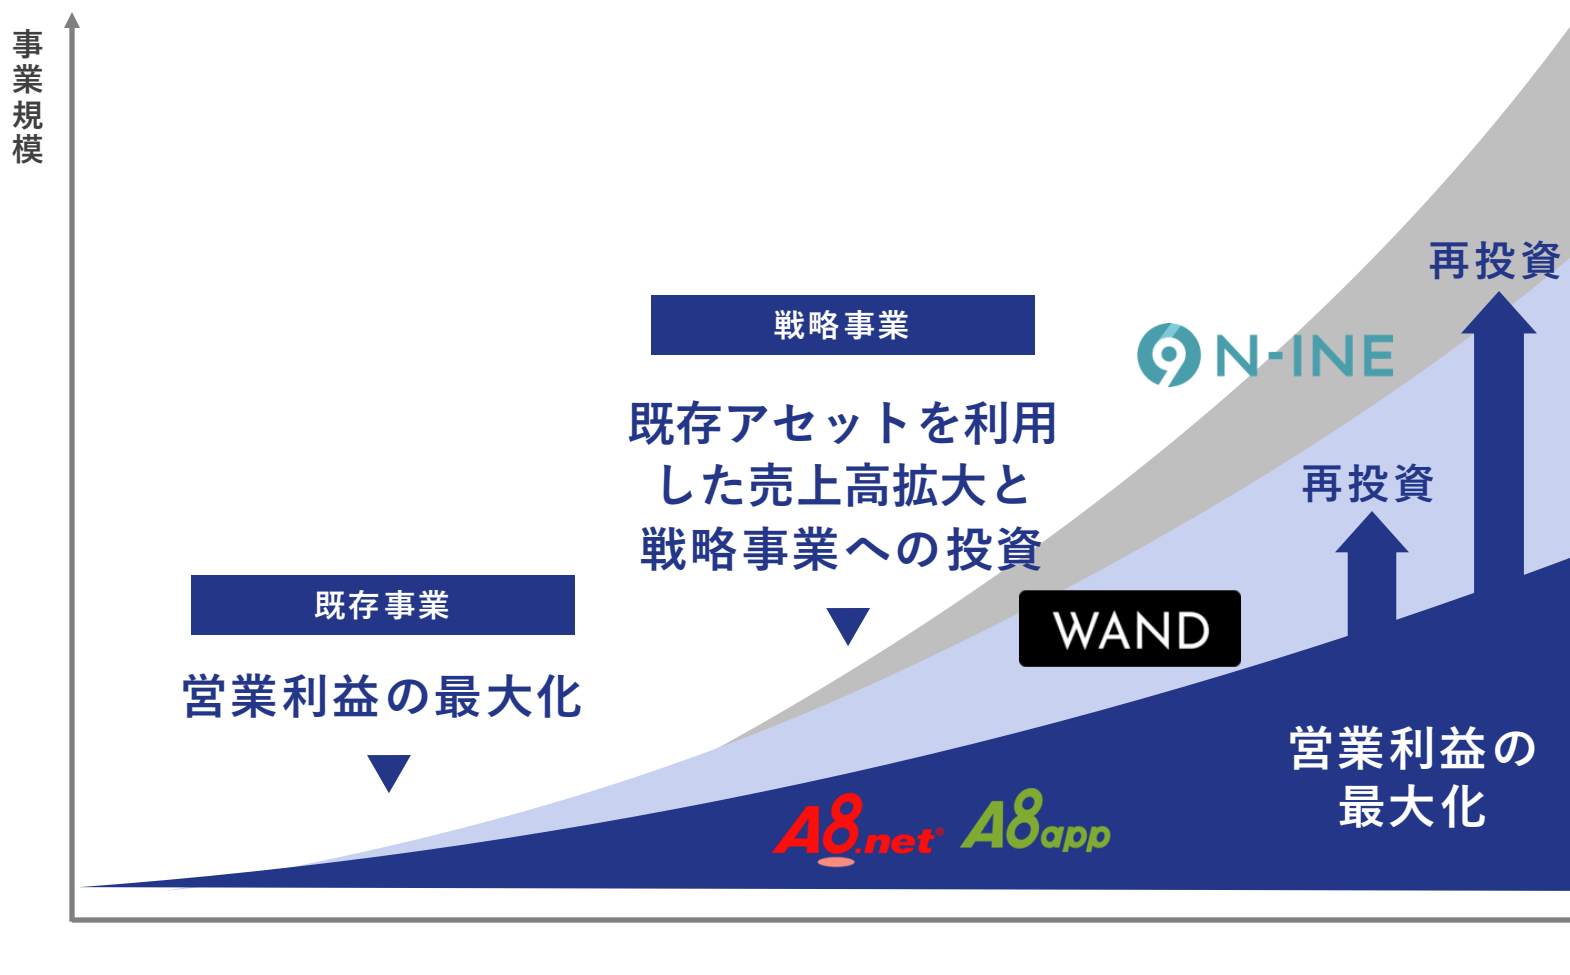 事業規模
再投資
戦略事業
N-INE
既存アセットを利用
した売上高拡大と
戦略事業への投資
再投資
既存事業
WAND
営業利益の最大化
営業利益の
最大化
A8.net®
A8app